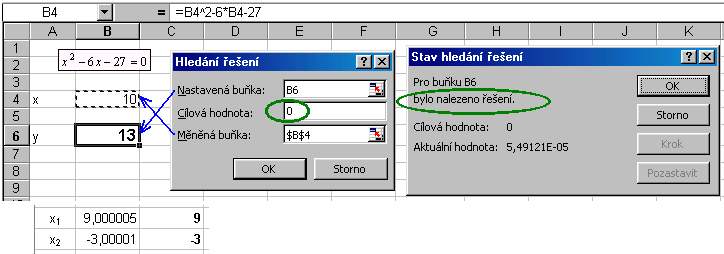 B4 = =B4^2-6*B4-27
A B C D E F G H I J K
1
2
3
4
5
6
7
8
9
x² – 6x – 27 = 0
x 10
y 13
Hledání řešení
Nastavená buňka: B6
Cílová hodnota: 0
Měněná buňka: $B$4
OK Storno
Stav hledání řešení
Pro buňku B6
bylo nalezeno řešení.
Cílová hodnota: 0
Aktuální hodnota: 5,49121E-05
OK
Storno
Krok
Pozastavit
x₁ 9,000005 9
x₂ -3,00001 -3